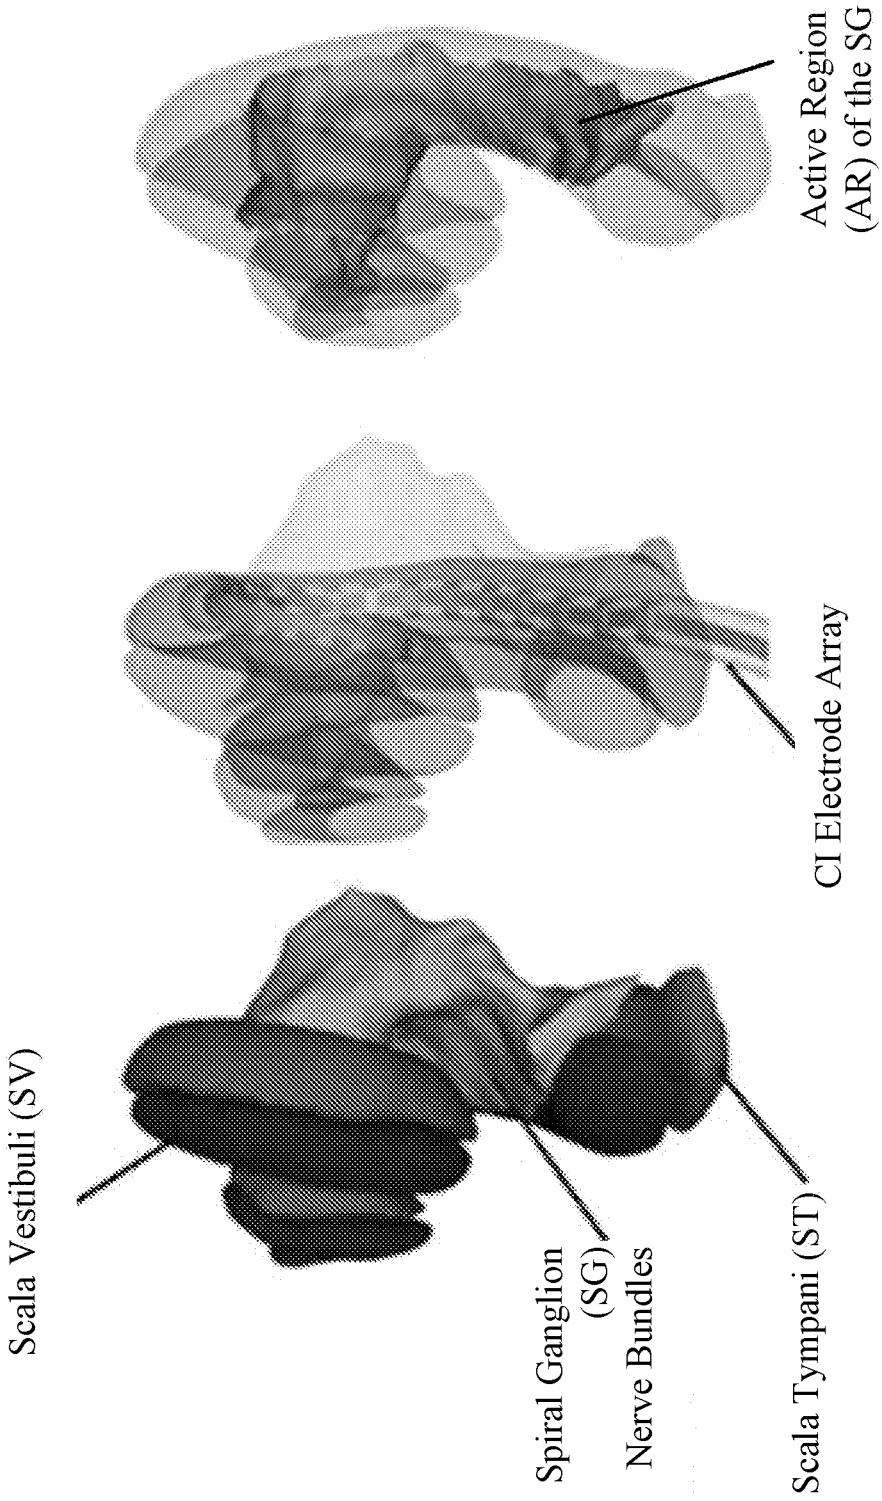 Scala Vestibuli (SV)
Spiral Ganglion
(SG)
Nerve Bundles
Scala Tympani (ST)
CI Electrode Array
Active Region
(AR) of the SG